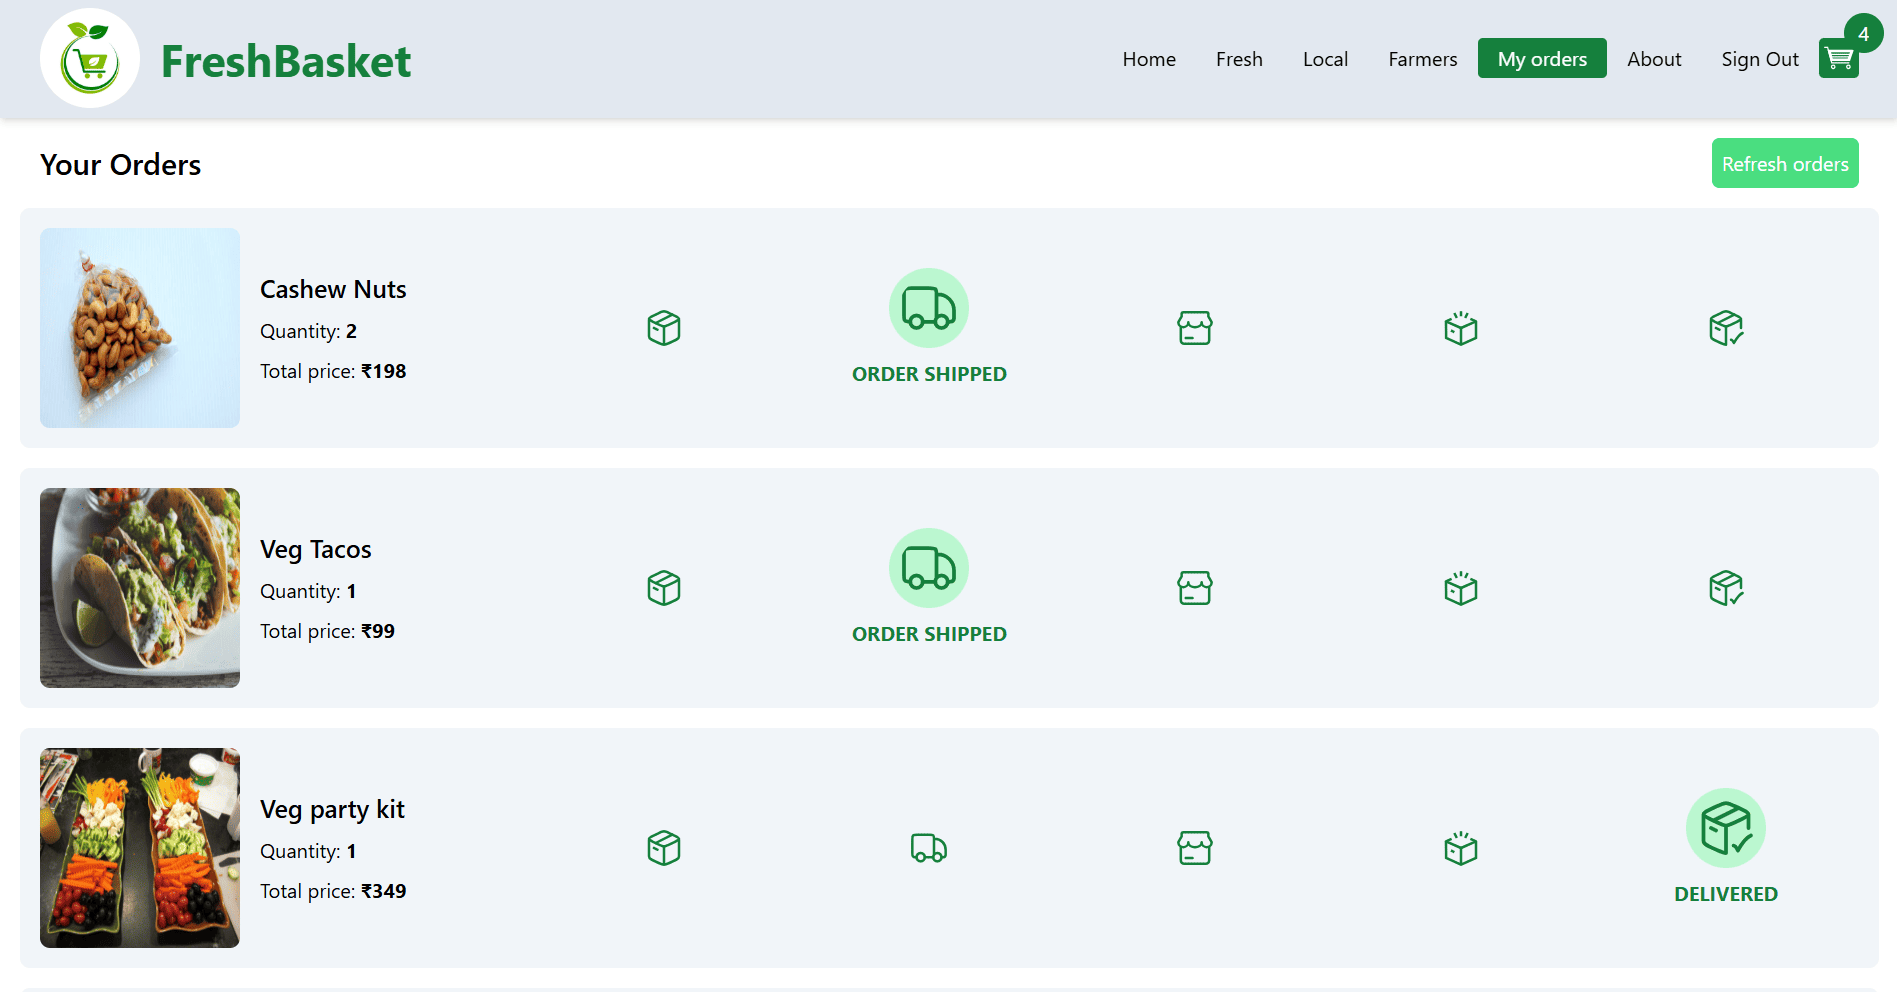 FreshBasket
Home Fresh Local Farmers My orders About Sign Out 4
Your Orders
Refresh orders
Cashew Nuts
Quantity: 2
Total price: ₹198
ORDER SHIPPED
Veg Tacos
Quantity: 1
Total price: ₹99
ORDER SHIPPED
Veg party kit
Quantity: 1
Total price: ₹349
DELIVERED